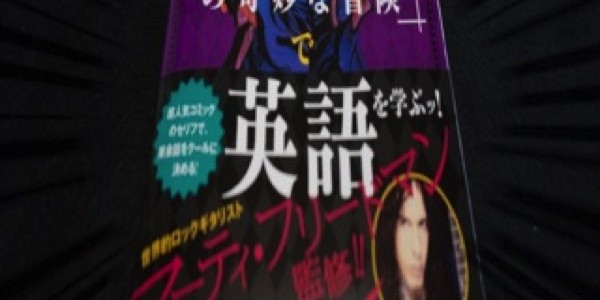 の奇妙な冒険」
で
英語を学ぶッ!
超人気コミック
のセリフで、
英会話をクールに
決める!
世界的ロックギタリスト
マーティ・フリードマン
監修!!